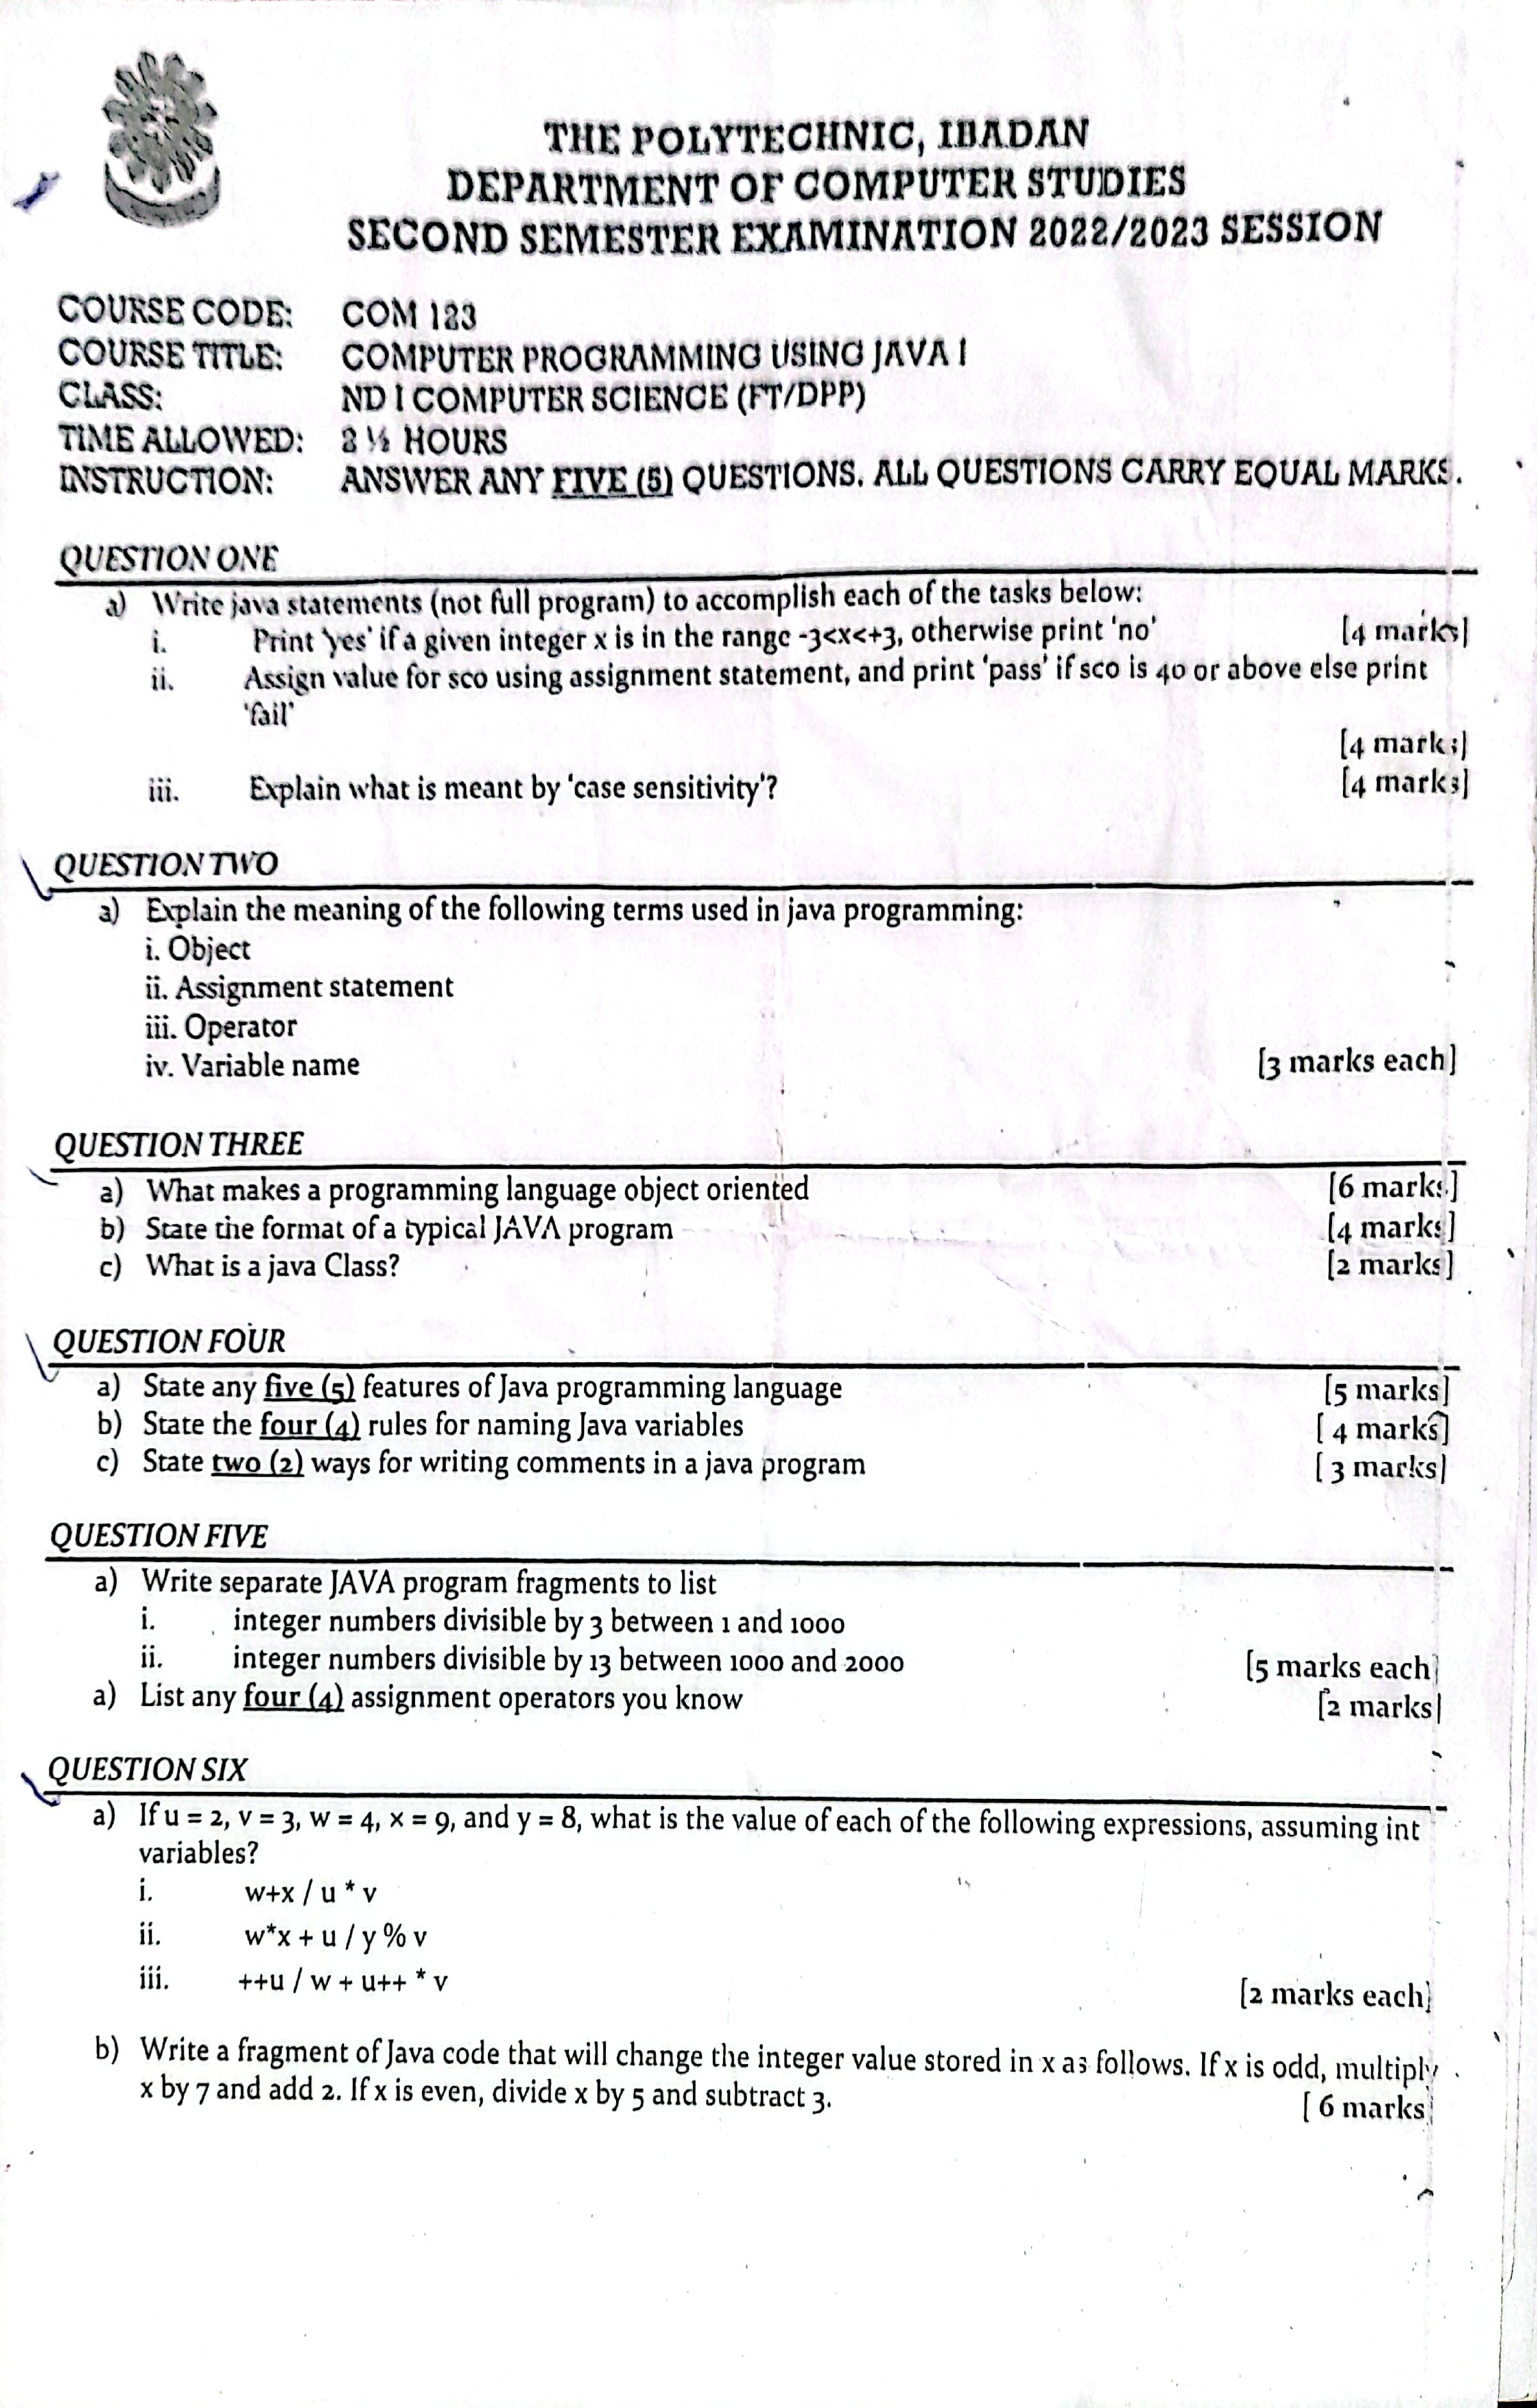 THE POLYTECHNIC, IBADAN
DEPARTMENT OF COMPUTER STUDIES
SECOND SEMESTER EXAMINATION 2022/2023 SESSION
COURSE CODE: COM 123
COURSE TITLE: COMPUTER PROGRAMMING USING JAVA I
CLASS: ND I COMPUTER SCIENCE (FT/DPP)
TIME ALLOWED: 2 ½ HOURS
INSTRUCTION: ANSWER ANY FIVE (5) QUESTIONS. ALL QUESTIONS CARRY EQUAL MARKS.
QUESTION ONE
a) Write java statements (not full program) to accomplish each of the tasks below:
i. Print 'yes' if a given integer x is in the range -3<x<+3, otherwise print 'no' [4 marks]
ii. Assign value for sco using assignment statement, and print 'pass' if sco is 40 or above else print
'fail'
[4 marks]
iii. Explain what is meant by 'case sensitivity'? [4 marks]
QUESTION TWO
a) Explain the meaning of the following terms used in java programming:
i. Object
ii. Assignment statement
iii. Operator
iv. Variable name [3 marks each]
QUESTION THREE
a) What makes a programming language object oriented [6 marks]
b) State the format of a typical JAVA program [4 marks]
c) What is a java Class? [2 marks]
QUESTION FOUR
a) State any five (5) features of Java programming language [5 marks]
b) State the four (4) rules for naming Java variables [ 4 marks]
c) State two (2) ways for writing comments in a java program [ 3 marks]
QUESTION FIVE
a) Write separate JAVA program fragments to list
i. integer numbers divisible by 3 between 1 and 1000
ii. integer numbers divisible by 13 between 1000 and 2000 [5 marks each]
a) List any four (4) assignment operators you know [2 marks]
QUESTION SIX
a) If u = 2, v = 3, w = 4, x = 9, and y = 8, what is the value of each of the following expressions, assuming int
variables?
i. w+x / u * v
ii. w*x + u / y % v
iii. ++u / w + u++ * v [2 marks each]
b) Write a fragment of Java code that will change the integer value stored in x as follows. If x is odd, multiply
x by 7 and add 2. If x is even, divide x by 5 and subtract 3. [ 6 marks]